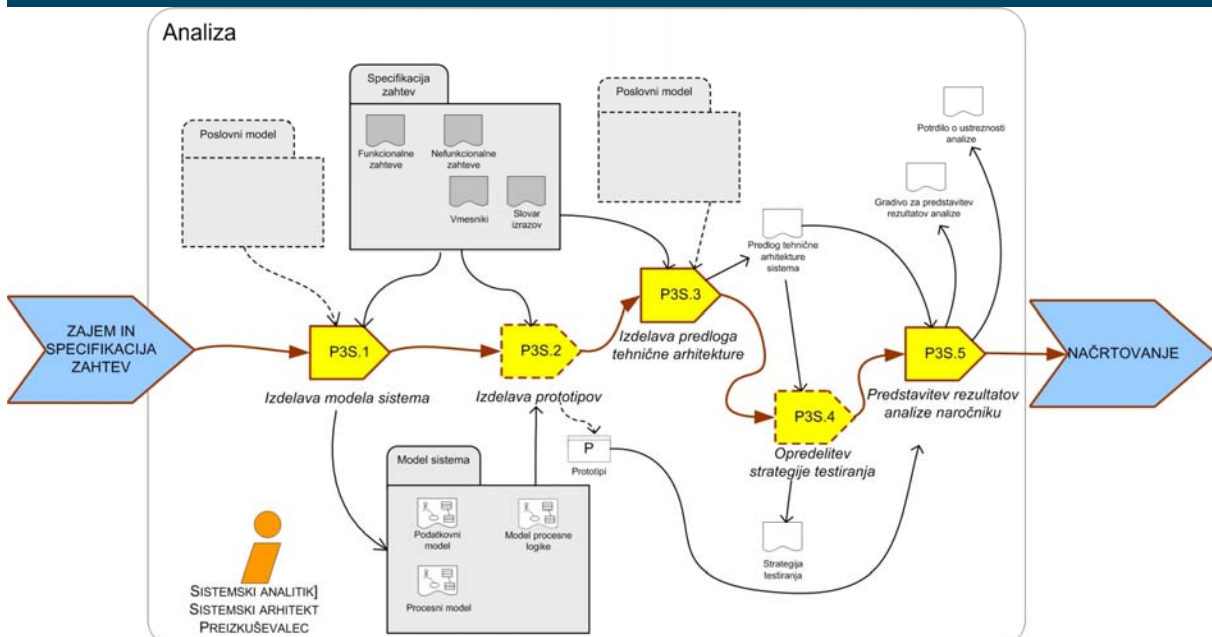 Analiza
Specifikacija
zahtev
Poslovni model
Poslovni model
Funkcionalne
zahteve
Nefunkcionalne
zahteve
Vmesniki
Slovar
izrazov
Potrdilo o ustreznosti
analize
Gradivo za predstavitev
rezultatov analize
Predlog tehnične
arhitekture
sistema
ZAJEM IN
SPECIFIKACIJA
ZAHTEV
P3S.1
Izdelava modela sistema
P3S.2
Izdelava prototipov
P3S.3
Izdelava predloga
tehnične arhitekture
P3S.4
Opredelitev
strategije testiranja
P3S.5
Predstavitev rezultatov
analize naročniku
NAČRTOVANJE
P
Prototipi
Model sistema
Podatkovni
model
Model procesne
logike
Procesni model
Strategija
testiranja
SISTEMSKI ANALITIK]
SISTEMSKI ARHITEKT
PREIZKUŠEVALEC